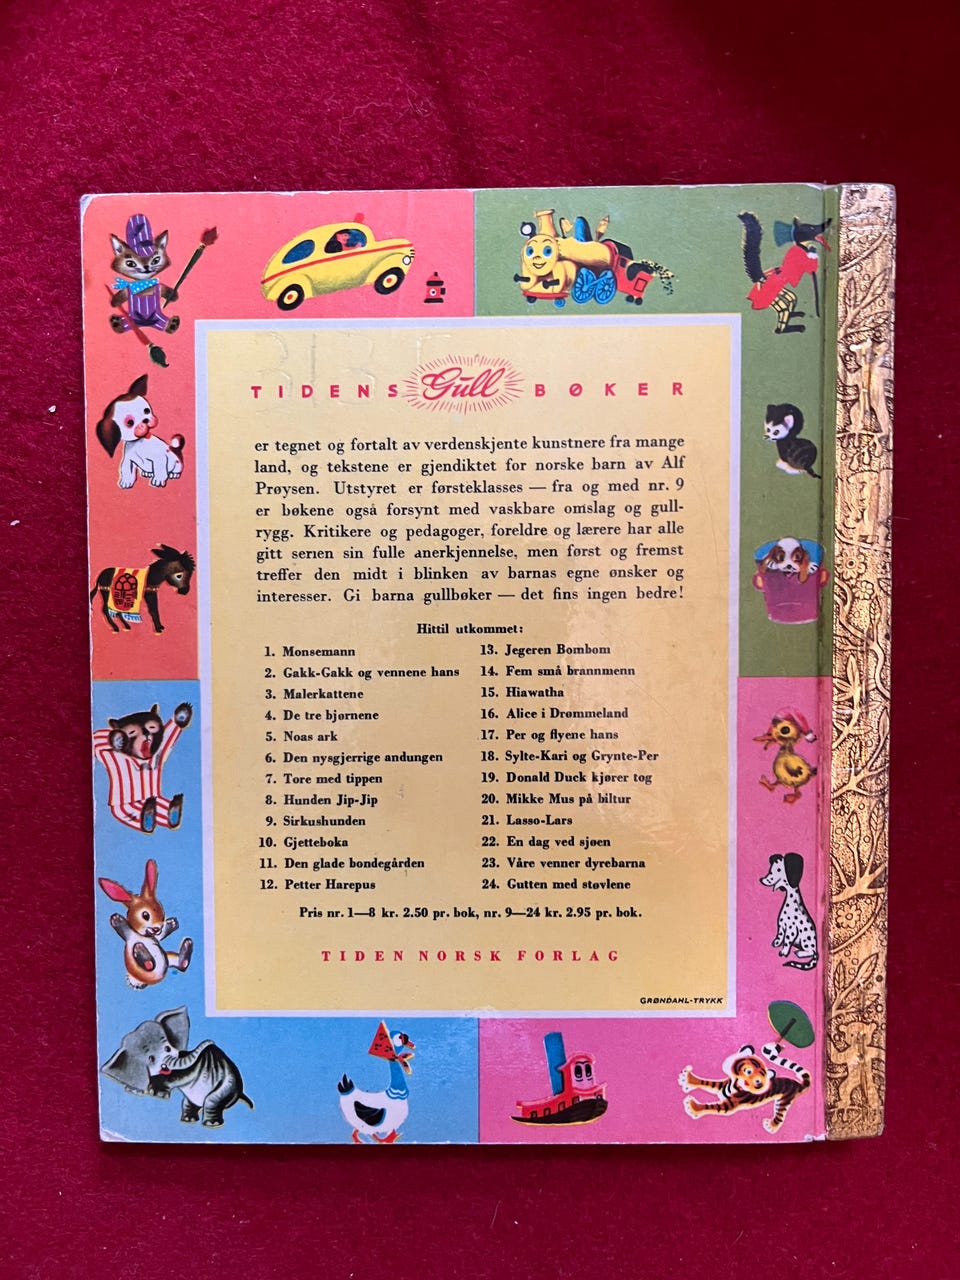 TIDENS Gull BØKER
er tegnet og fortalt av verdenskjente kunstnere fra mange
land, og tekstene er gjendiktet for norske barn av Alf
Prøysen. Utstyret er førsteklasses — fra og med nr. 9
er bøkene også forsynt med vaskbare omslag og gull-
rygg. Kritikere og pedagoger, foreldre og lærere har alle
gitt serien sin fulle anerkjennelse, men først og fremst
treffer den midt i blinken av barnas egne ønsker og
interesser. Gi barna gullbøker — det fins ingen bedre!
Hittil utkommet:
1. Monsemann
2. Gakk-Gakk og vennene hans
3. Malerkattene
4. De tre bjørnene
5. Noas ark
6. Den nysgjerrige andungen
7. Tore med tippen
8. Hunden Jip-Jip
9. Sirkushunden
10. Gjetteboka
11. Den glade bondegården
12. Petter Harepus
13. Jegeren Bombom
14. Fem små brannmenn
15. Hiawatha
16. Alice i Drømmeland
17. Per og flyene hans
18. Sylte-Kari og Grynte-Per
19. Donald Duck kjører tog
20. Mikke Mus på biltur
21. Lasso-Lars
22. En dag ved sjøen
23. Våre venner dyrebarna
24. Gutten med støvlene
Pris nr. 1—8 kr. 2.50 pr. bok, nr. 9—24 kr. 2.95 pr. bok.
TIDEN NORSK FORLAG
GRØNDAHL-TRYKK